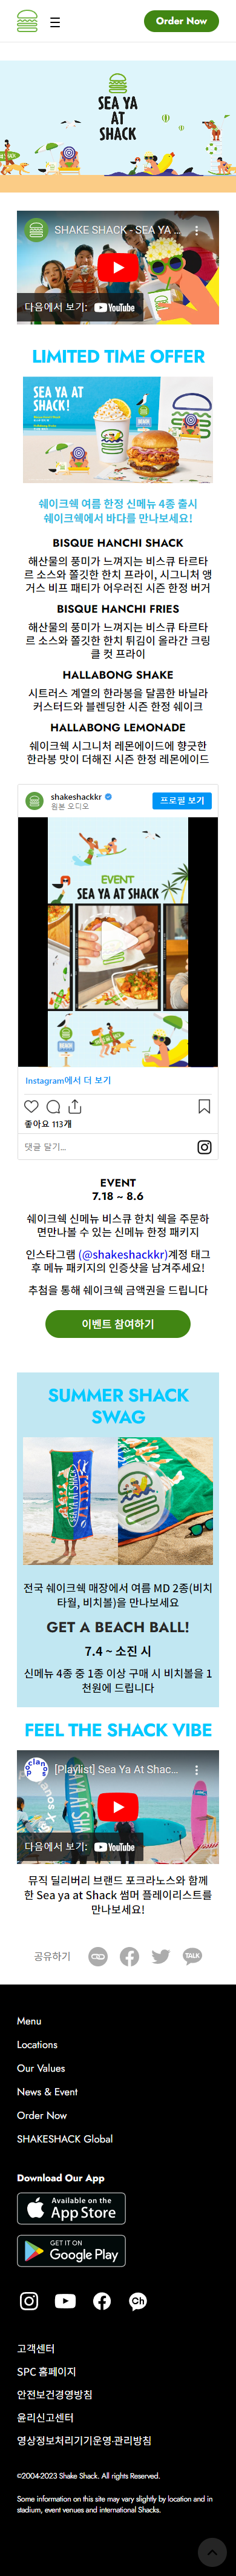 Order Now
SEA YA
AT
SHACK
SHAKE SHACK - SEA YA ...
다음에서 보기: YouTube
LIMITED TIME OFFER
SEA YA AT
SHACK!
쉐이크쉑 여름 한정 신메뉴 4종 출시
쉐이크쉑에서 바다를 만나보세요!
BISQUE HANCHI SHACK
해산물의 풍미가 느껴지는 비스큐 타르타
르 소스와 쫄깃한 한치 프라이, 시그니처 앵
거스 비프 패티가 어우러진 시즌 한정 버거
BISQUE HANCHI FRIES
해산물의 풍미가 느껴지는 비스큐 타르타
르 소스와 쫄깃한 한치 튀김이 올라간 크링
클 컷 프라이
HALLABONG SHAKE
시트러스 계열의 한라봉을 달콤한 바닐라
커스터드와 블렌딩한 시즌 한정 쉐이크
HALLABONG LEMONADE
쉐이크쉑 시그니처 레몬에이드에 향긋한
한라봉 맛이 더해진 시즌 한정 레몬에이드
shakeshackkr
원본 오디오
프로필 보기
EVENT
SEA YA AT SHACK
Instagram에서 더 보기
좋아요 113개
댓글 달기...
EVENT
7.18 ~ 8.6
쉐이크쉑 신메뉴 비스큐 한치 쉑을 주문하
면만나볼 수 있는 신나는 한정 패키지
인스타그램 (@shakeshackkr)계정 태그
후 메뉴 패키지의 인증샷을 남겨주세요!
추첨을 통해 쉐이크쉑 금액권을 드립니다
이벤트 참여하기
SUMMER SHACK
SWAG
SEA YA AT SHACK
전국 쉐이크쉑 매장에서 여름 MD 2종(비치
타월, 비치볼)을 만나보세요
GET A BEACH BALL!
7.4 ~ 소진 시
신메뉴 4종 중 1종 이상 구매 시 비치볼을 1
천원에 드립니다
FEEL THE SHACK VIBE
[Playlist] Sea Ya At Shac...
다음에서 보기: YouTube
뮤직 딜리버리 브랜드 포크라노스와 함께
한 Sea ya at Shack 썸머 플레이리스트를
만나보세요!
공유하기
TALK
Menu
Locations
Our Values
News & Event
Order Now
SHAKESHACK Global
Download Our App
Available on the
App Store
GET IT ON
Google Play
Ch
고객센터
SPC 홈페이지
안전보건경영방침
윤리신고센터
영상정보처리기기운영·관리방침
©2004-2023 Shake Shack. All rights Reserved.
Some information on this site may vary slightly by location and in
stadium, event venues and international Shacks.